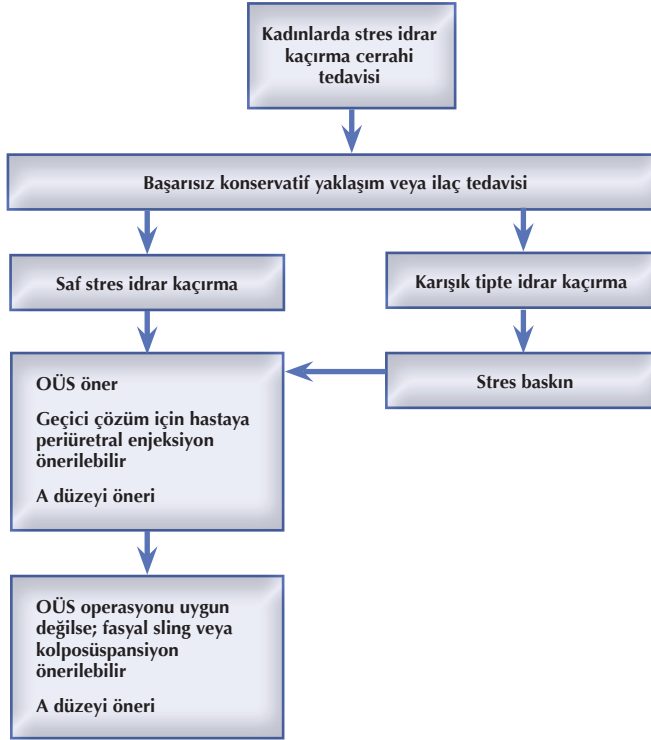 Kadınlarda stres idrar
kaçırma cerrahi
tedavisi
Başarısız konservatif yaklaşım veya ilaç tedavisi
Saf stres idrar kaçırma
Karışık tipte idrar kaçırma
OÜS öner
Geçici çözüm için hastaya
periüretral enjeksiyon
önerilebilir
A düzeyi öneri
Stres baskın
OÜS operasyonu uygun
değilse; fasyal sling veya
kolposüspansiyon
önerilebilir
A düzeyi öneri